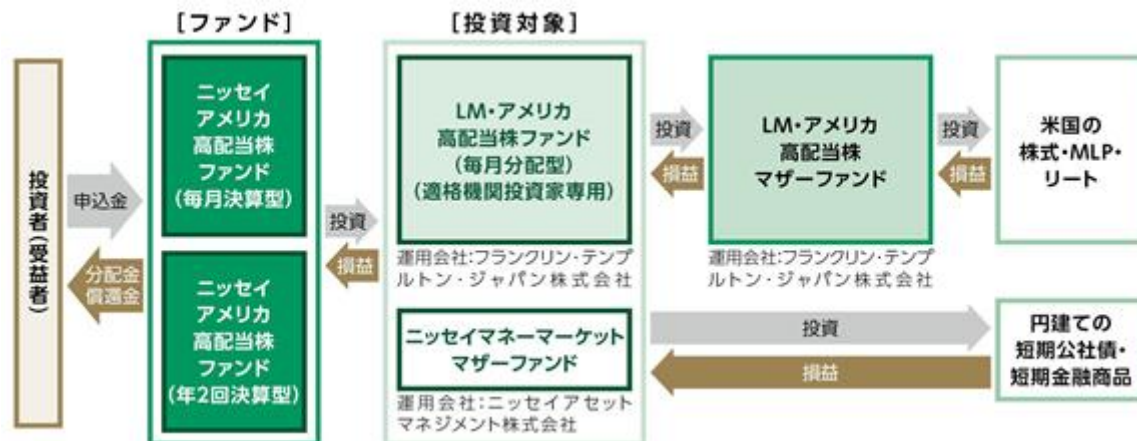 [ファンド]
[投資対象]
投資者(受益者)
申込金
分配金
償還金
ニッセイ
アメリカ
高配当株
ファンド
(毎月決算型)
ニッセイ
アメリカ
高配当株
ファンド
(年2回決算型)
投資
損益
LM・アメリカ
高配当株ファンド
(毎月分配型)
(適格機関投資家専用)
運用会社:フランクリン・テンプ
ルトン・ジャパン株式会社
投資
損益
LM・アメリカ
高配当株
マザーファンド
運用会社:フランクリン・テンプ
ルトン・ジャパン株式会社
投資
損益
米国の
株式・MLP・
リート
ニッセイマネーマーケット
マザーファンド
運用会社:ニッセイアセット
マネジメント株式会社
投資
損益
円建ての
短期公社債・
短期金融商品